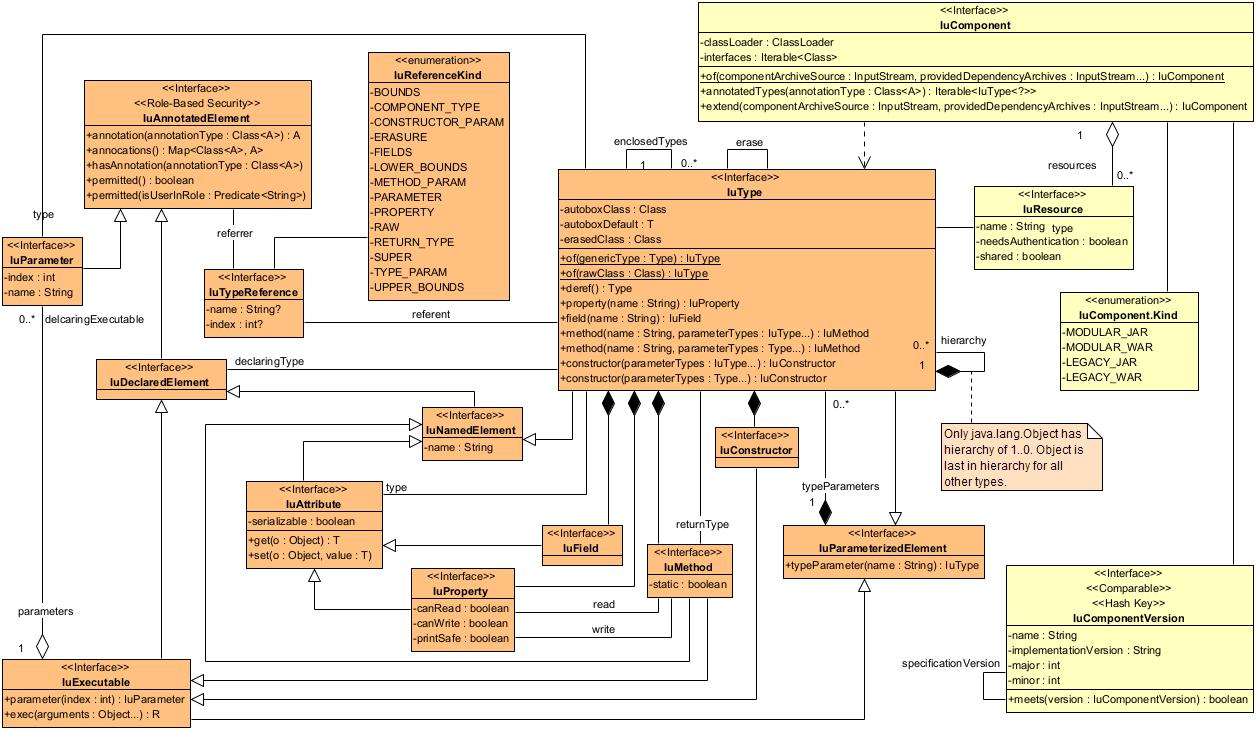 <<Interface>>
IuComponent
-classLoader : ClassLoader
-interfaces : Iterable<Class>
+of(componentArchiveSource : InputStream, providedDependencyArchives : InputStream...) : IuComponent
+annotatedTypes(annotationType : Class<A>) : Iterable<IuType<?>>
+extend(componentArchiveSource : InputStream, providedDependencyArchives : InputStream...) : IuComponent
<<enumeration>>
IuReferenceKind
-BOUNDS
-COMPONENT_TYPE
-CONSTRUCTOR_PARAM
-ERASURE
-FIELDS
-LOWER_BOUNDS
-METHOD_PARAM
-PARAMETER
-PROPERTY
-RAW
-RETURN_TYPE
-SUPER
-TYPE_PARAM
-UPPER_BOUNDS
<<Interface>>
<<Role-Based Security>>
IuAnnotatedElement
+annotation(annotationType : Class<A>) : A
+annocations() : Map<Class<A>, A>
+hasAnnotation(annotationType : Class<A>)
+permitted() : boolean
+permitted(isUserInRole : Predicate<String>)
enclosedTypes
1
0..*
erase
1
resources
0..*
<<Interface>>
IuType
-autoboxClass : Class
-autoboxDefault : T
-erasedClass : Class
+of(genericType : Type) : IuType
+of(rawClass : Class) : IuType
+deref() : Type
+property(name : String) : IuProperty
+field(name : String) : IuField
+method(name : String, parameterTypes : IuType...) : IuMethod
+method(name : String, parameterTypes : Type...) : IuMethod
+constructor(parameterTypes : IuType...) : IuConstructor
+constructor(parameterTypes : Type...) : IuConstructor
<<Interface>>
IuResource
-name : String
type
-needsAuthentication : boolean
-shared : boolean
type
<<Interface>>
IuParameter
-index : int
-name : String
referrer
<<Interface>>
IuTypeReference
-name : String?
-index : int?
referent
0..*
delcaringExecutable
<<enumeration>>
IuComponent.Kind
-MODULAR_JAR
-MODULAR_WAR
-LEGACY_JAR
-LEGACY_WAR
0..*
hierarchy
1
<<Interface>>
IuDeclaredElement
declaringType
<<Interface>>
IuNamedElement
-name : String
0..*
<<Interface>>
IuConstructor
Only java.lang.Object has
hierarchy of 1..0. Object is
last in hierarchy for all
other types.
<<Interface>>
IuAttribute
-serializable : boolean
+get(o : Object) : T
+set(o : Object, value : T)
type
typeParameters
1
<<Interface>>
IuField
returnType
<<Interface>>
IuMethod
-static : boolean
<<Interface>>
IuParameterizedElement
+typeParameter(name : String) : IuType
<<Interface>>
IuProperty
-canRead : boolean
-canWrite : boolean
-printSafe : boolean
read
write
<<Interface>>
<<Comparable>>
<<Hash Key>>
IuComponentVersion
-name : String
-implementationVersion : String
-major : int
-minor : int
+meets(version : IuComponentVersion) : boolean
specificationVersion
parameters
1
<<Interface>>
IuExecutable
+parameter(index : int) : IuParameter
+exec(arguments : Object...) : R